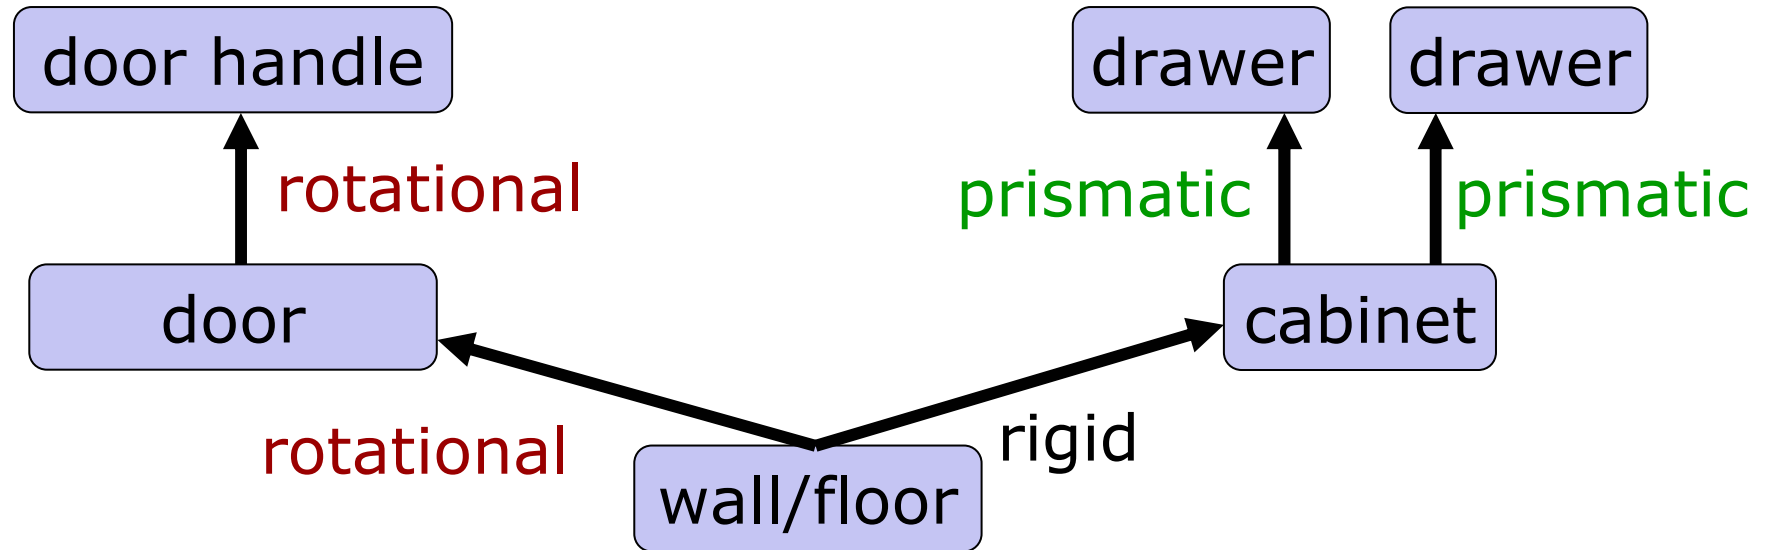 door handle
drawer
drawer
rotational
prismatic
prismatic
door
cabinet
rotational
rigid
wall/floor